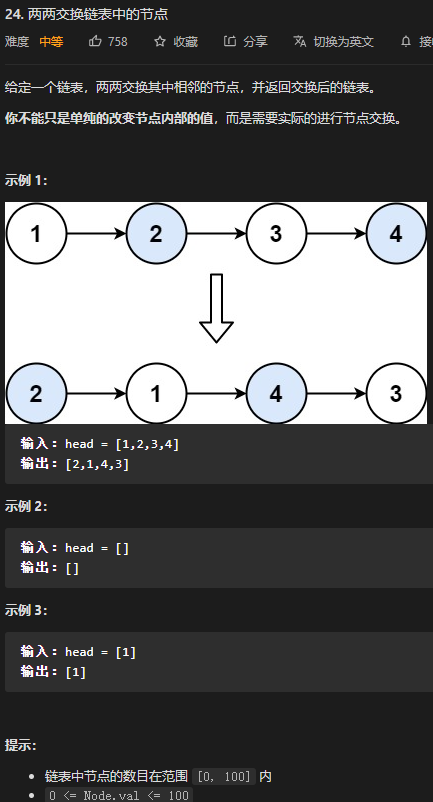 24. 两两交换链表中的节点
难度 中等 758 收藏 分享 切换为英文 接
给定一个链表，两两交换其中相邻的节点，并返回交换后的链表。
你不能只是单纯的改变节点内部的值，而是需要实际的进行节点交换。
示例 1：
1 2 3 4
2 1 4 3
输入：head = [1,2,3,4]
输出：[2,1,4,3]
示例 2：
输入：head = []
输出：[]
示例 3：
输入：head = [1]
输出：[1]
提示：
链表中节点的数目在范围 [0, 100] 内
0 <= Node.val <= 100